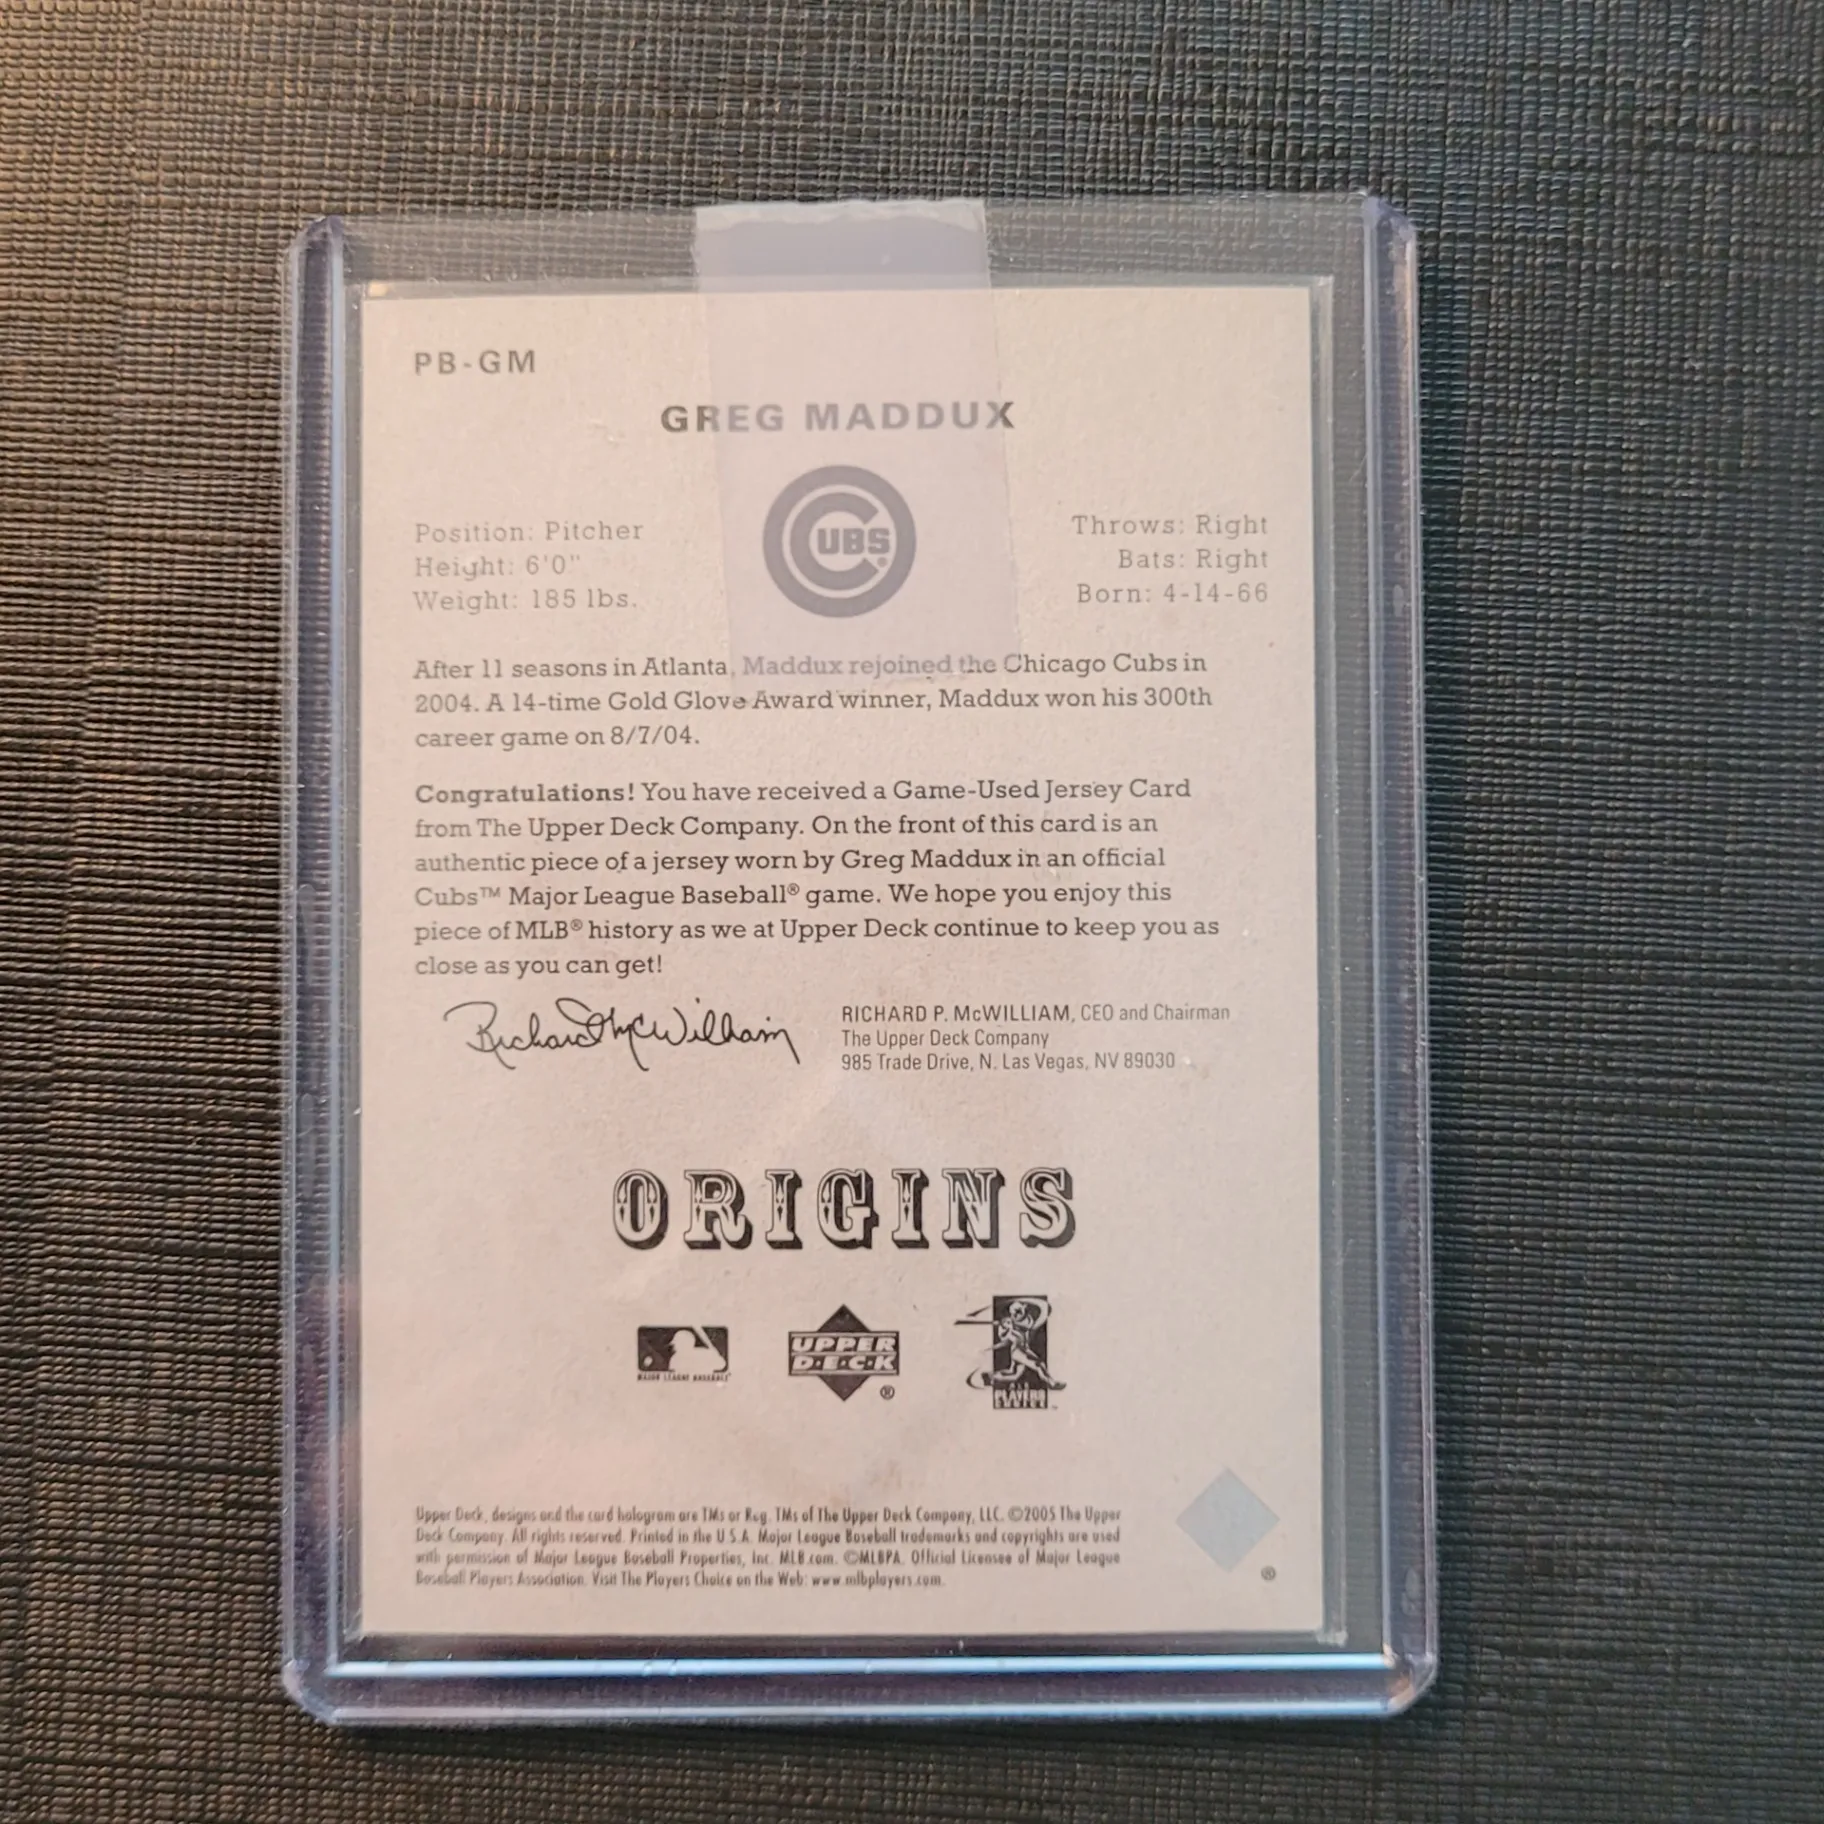 PB-GM
GREG MADDUX
CUBS®
Position: Pitcher
Height: 6'0"
Weight: 185 lbs.
Throws: Right
Bats: Right
Born: 4-14-66
After 11 seasons in Atlanta, Maddux rejoined the Chicago Cubs in
2004. A 14-time Gold Glove Award winner, Maddux won his 300th
career game on 8/7/04.
Congratulations! You have received a Game-Used Jersey Card
from The Upper Deck Company. On the front of this card is an
authentic piece of a jersey worn by Greg Maddux in an official
Cubs™ Major League Baseball® game. We hope you enjoy this
piece of MLB® history as we at Upper Deck continue to keep you as
close as you can get!
Richard McWilliam
RICHARD P. McWILLIAM, CEO and Chairman
The Upper Deck Company
985 Trade Drive, N. Las Vegas, NV 89030
ORIGINS
MAJOR LEAGUE BASEBALL
UPPER
D·E·C·K
®
MLB
PLAYERS
CHOICE
™
Upper Deck, designs and the card hologram are TMs or Reg. TMs of The Upper Deck Company, LLC. ©2005 The Upper
Deck Company. All rights reserved. Printed in the U.S.A. Major League Baseball trademarks and copyrights are used
with permission of Major League Baseball Properties, Inc. MLB.com. ©MLBPA. Official Licensee of Major League
Baseball Players Association. Visit The Players Choice on the Web: www.mlbplayers.com.
®